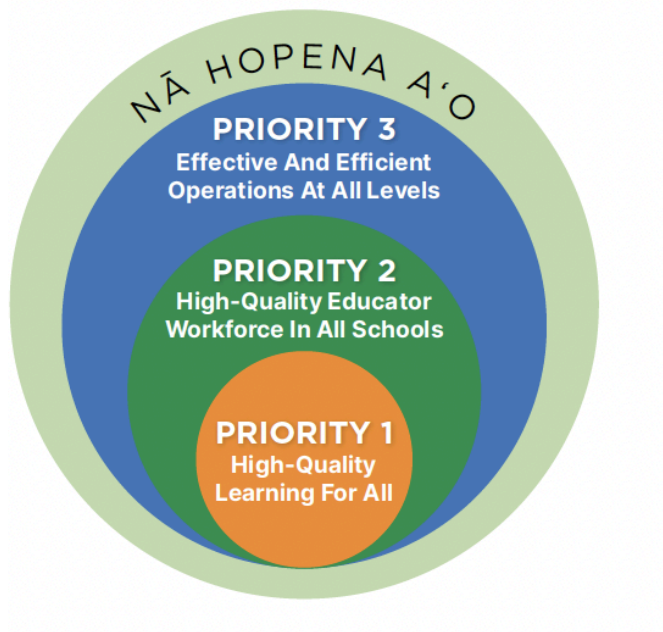 NĀ HOPENA AʻO
PRIORITY 3
Effective And Efficient
Operations At All Levels
PRIORITY 2
High-Quality Educator
Workforce In All Schools
PRIORITY 1
High-Quality
Learning For All